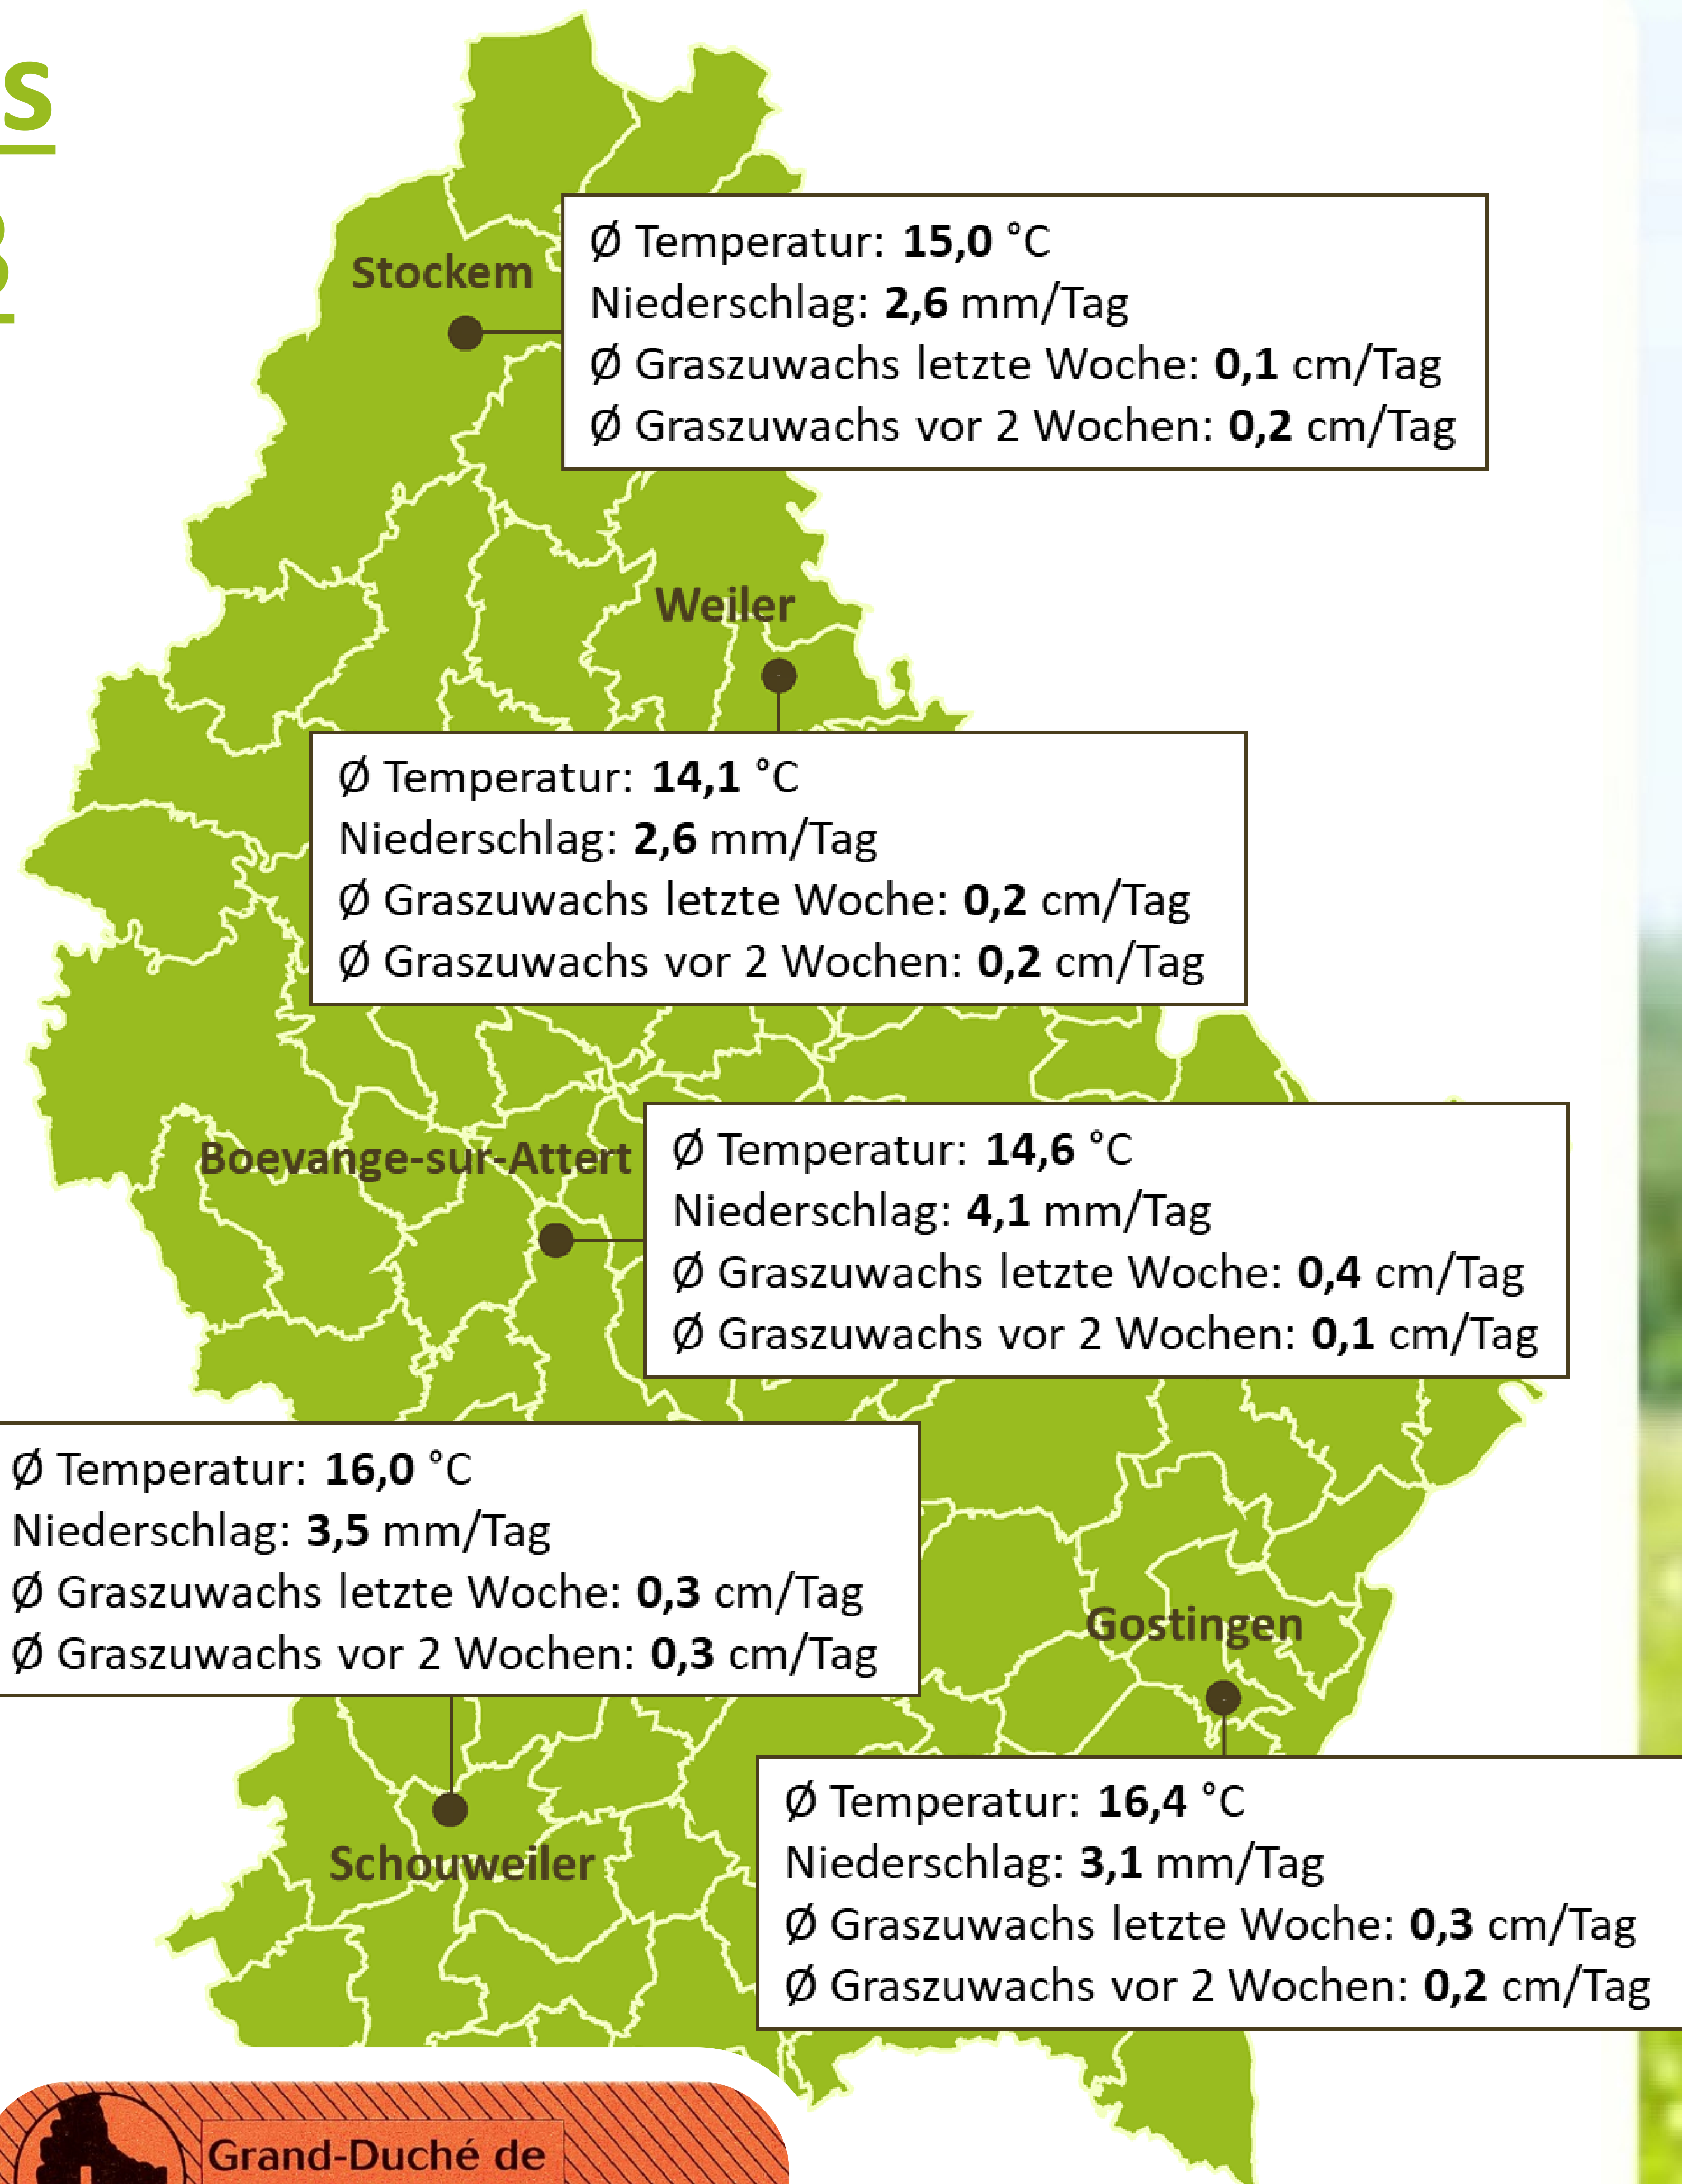 s
Stockem
Ø Temperatur: 15,0 °C
Niederschlag: 2,6 mm/Tag
Ø Graszuwachs letzte Woche: 0,1 cm/Tag
Ø Graszuwachs vor 2 Wochen: 0,2 cm/Tag
Weiler
Ø Temperatur: 14,1 °C
Niederschlag: 2,6 mm/Tag
Ø Graszuwachs letzte Woche: 0,2 cm/Tag
Ø Graszuwachs vor 2 Wochen: 0,2 cm/Tag
Boevange-sur-Attert
Ø Temperatur: 14,6 °C
Niederschlag: 4,1 mm/Tag
Ø Graszuwachs letzte Woche: 0,4 cm/Tag
Ø Graszuwachs vor 2 Wochen: 0,1 cm/Tag
Ø Temperatur: 16,0 °C
Niederschlag: 3,5 mm/Tag
Ø Graszuwachs letzte Woche: 0,3 cm/Tag
Ø Graszuwachs vor 2 Wochen: 0,3 cm/Tag
Schouweiler
Gostingen
Ø Temperatur: 16,4 °C
Niederschlag: 3,1 mm/Tag
Ø Graszuwachs letzte Woche: 0,3 cm/Tag
Ø Graszuwachs vor 2 Wochen: 0,2 cm/Tag
Grand-Duché de